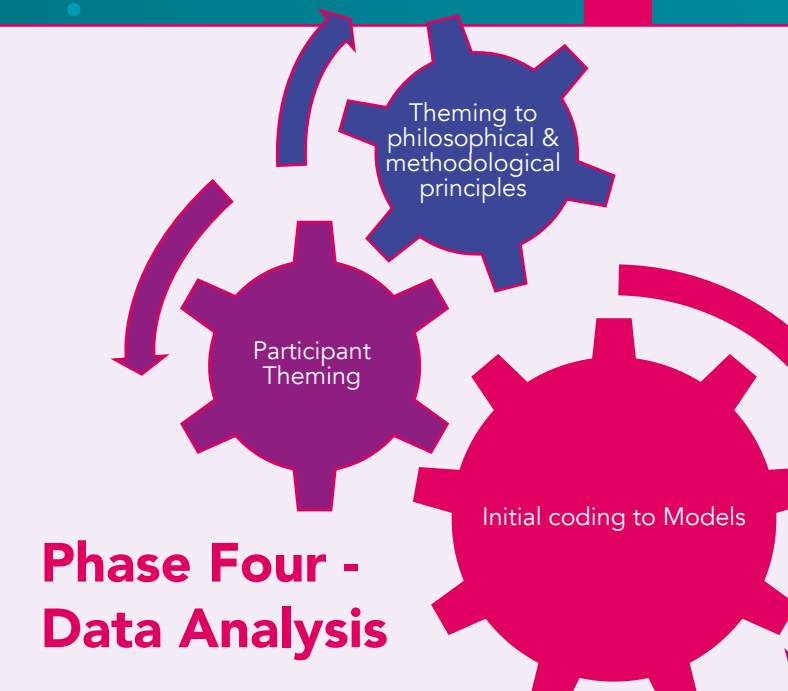 Theming to
philosophical &
methodological
principles
Participant
Theming
Initial coding to Models
Phase Four -
Data Analysis